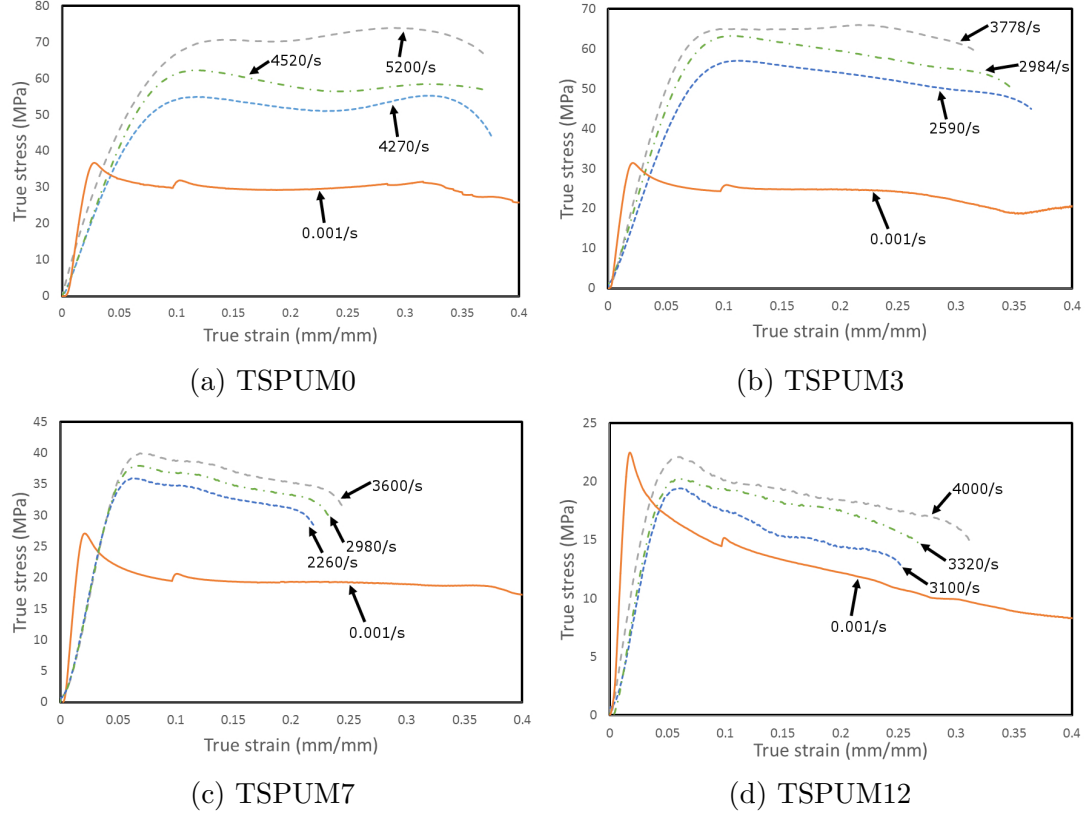 80
70
60
50
40
30
20
10
0
True stress (MPa)
4520/s
5200/s
4270/s
0.001/s
0 0.05 0.1 0.15 0.2 0.25 0.3 0.35 0.4
True strain (mm/mm)
(a) TSPUM0
70
60
50
40
30
20
10
0
True stress (MPa)
3778/s
2984/s
2590/s
0.001/s
0 0.05 0.1 0.15 0.2 0.25 0.3 0.35 0.4
True strain (mm/mm)
(b) TSPUM3
45
40
35
30
25
20
15
10
5
0
True stress (MPa)
3600/s
2980/s
2260/s
0.001/s
0 0.05 0.1 0.15 0.2 0.25 0.3 0.35 0.4
True strain (mm/mm)
(c) TSPUM7
25
20
15
10
5
0
True stress (MPa)
4000/s
3320/s
3100/s
0.001/s
0 0.05 0.1 0.15 0.2 0.25 0.3 0.35 0.4
True strain (mm/mm)
(d) TSPUM12